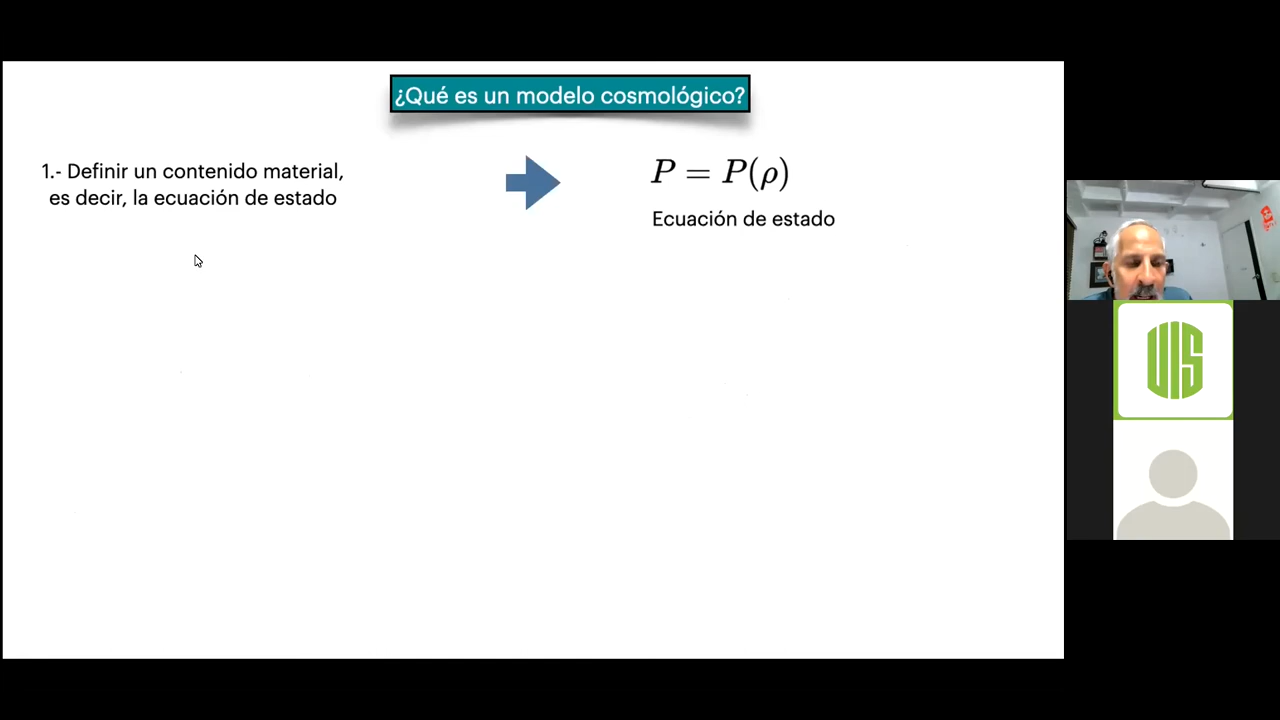 ¿Qué es un modelo cosmológico?
1.- Definir un contenido material,
es decir, la ecuación de estado
P = P(ρ)
Ecuación de estado
UIS